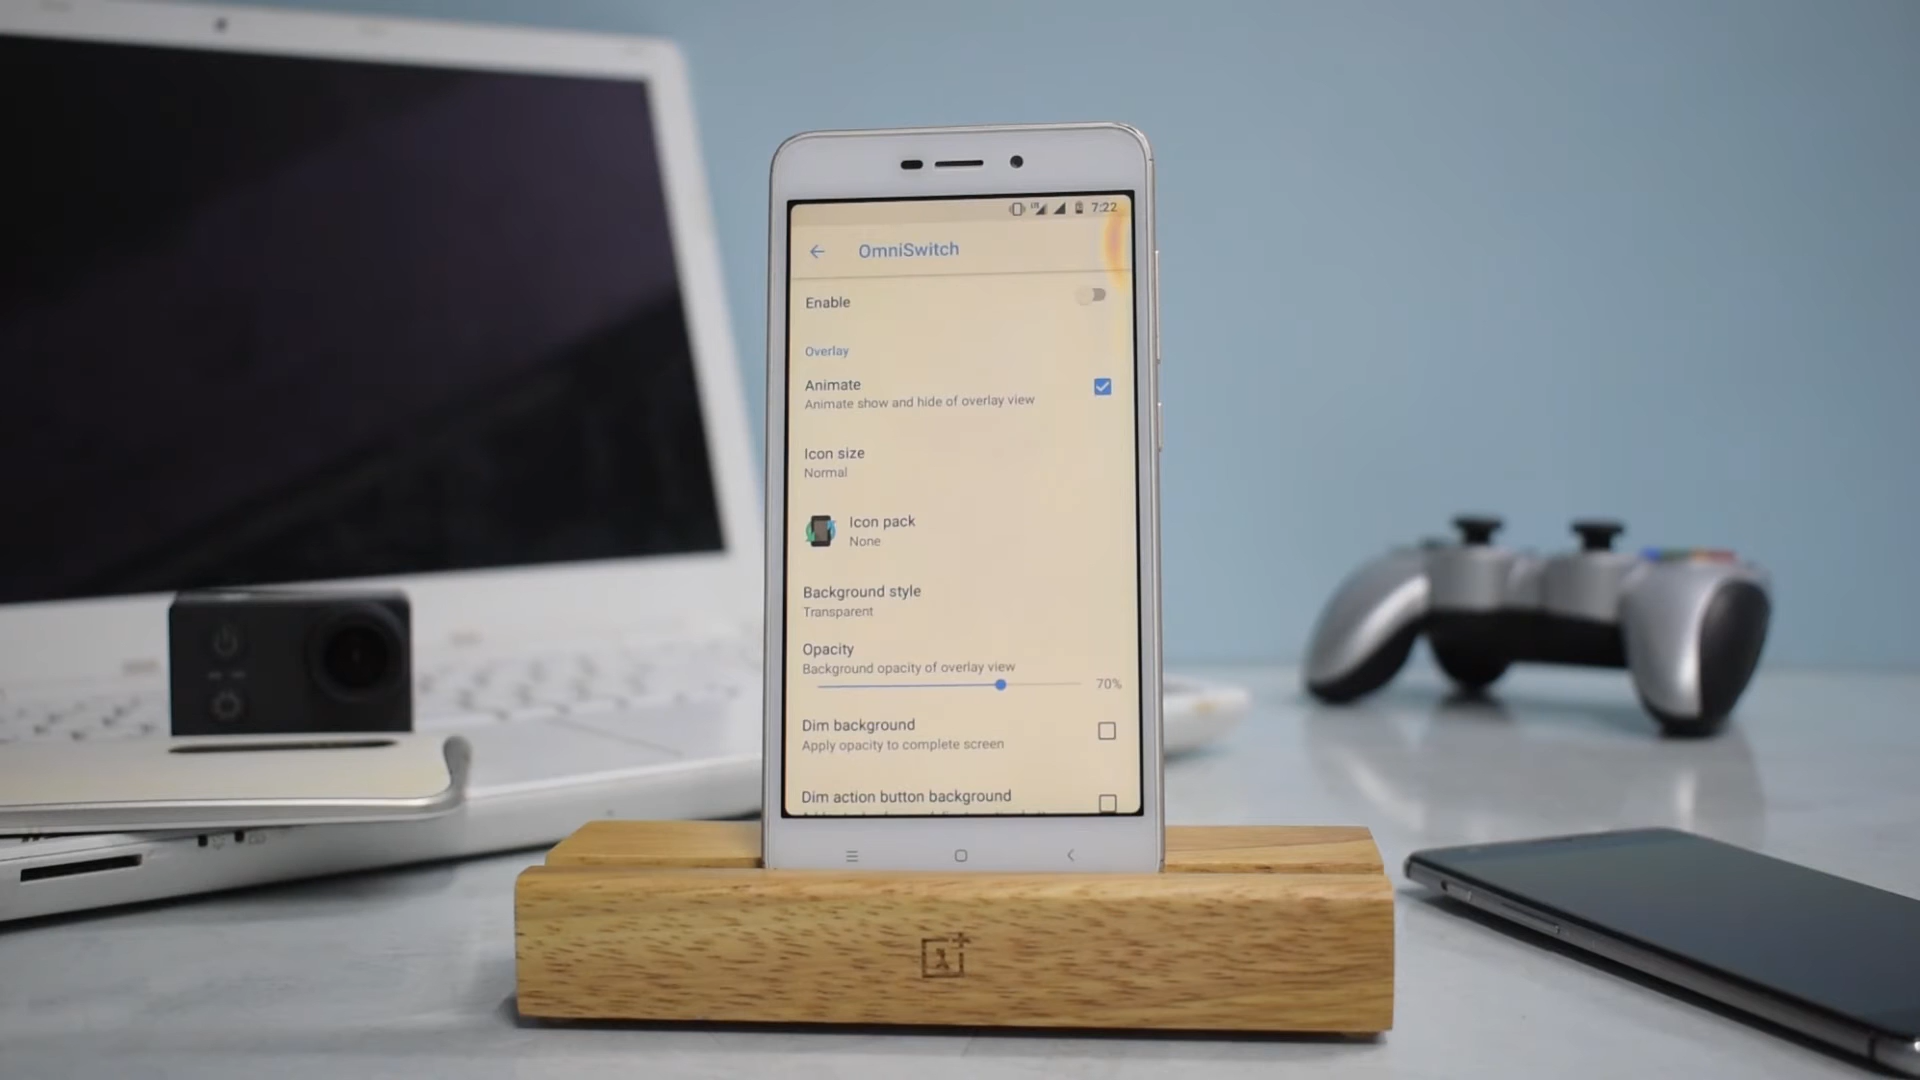 7:22
OmniSwitch
Enable
Overlay
Animate
Animate show and hide of overlay view
Icon size
Normal
Icon pack
None
Background style
Transparent
Opacity
Background opacity of overlay view
70%
Dim background
Apply opacity to complete screen
Dim action button background